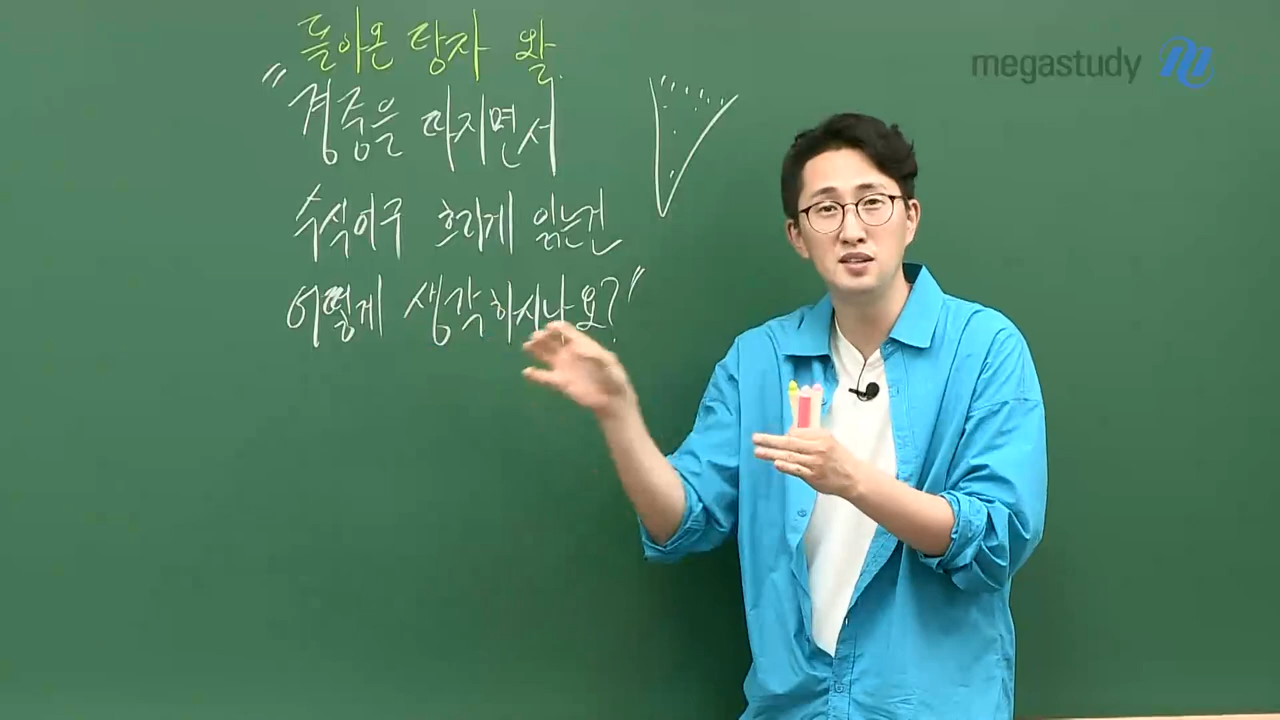 돌아온 탕자 왈.
"경중을 따지면서
수식어구 흐리게 읽는건
어떻게 생각하시나요?"
megastudy